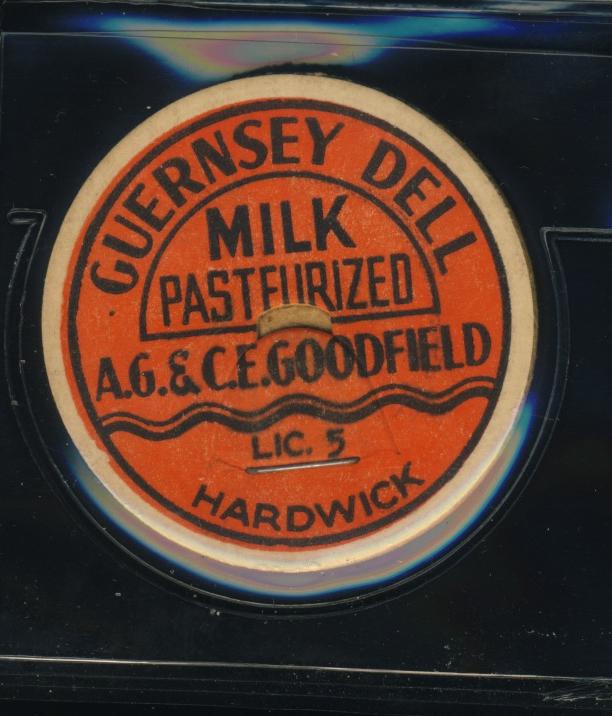 GUERNSEY DELL
MILK
PASTEURIZED
A.G. & C.E. GOODFIELD
LIC. 5
HARDWICK